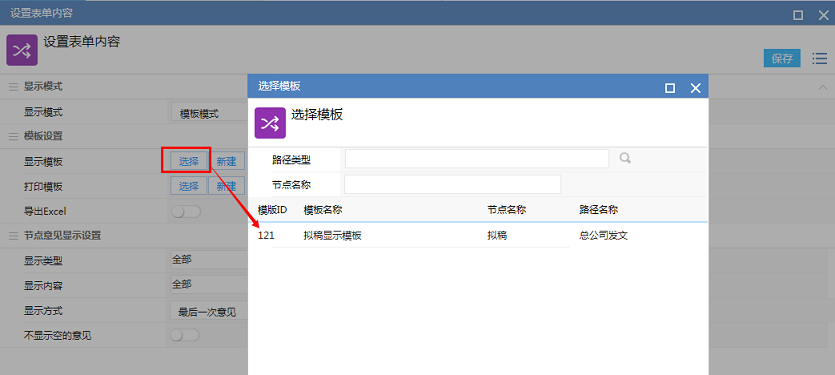 设置表单内容
设置表单内容
保存
显示模式
显示模式 模板模式
模板设置
显示模板 选择 新建
打印模板 选择 新建
导出Excel
节点意见显示设置
显示类型 全部
显示内容 全部
显示方式 最后一次意见
不显示空的意见
选择模板
选择模板
路径类型
节点名称
模版ID 模板名称 节点名称 路径名称
121 拟稿显示模板 拟稿 总公司发文